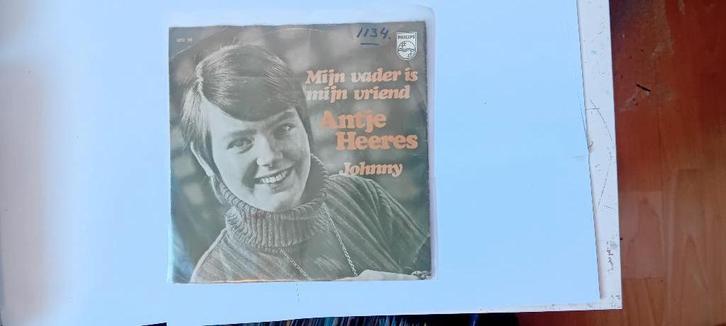 1134.
PHILIPS
Mijn vader is
mijn vriend
Antje
Heeres
Johnny